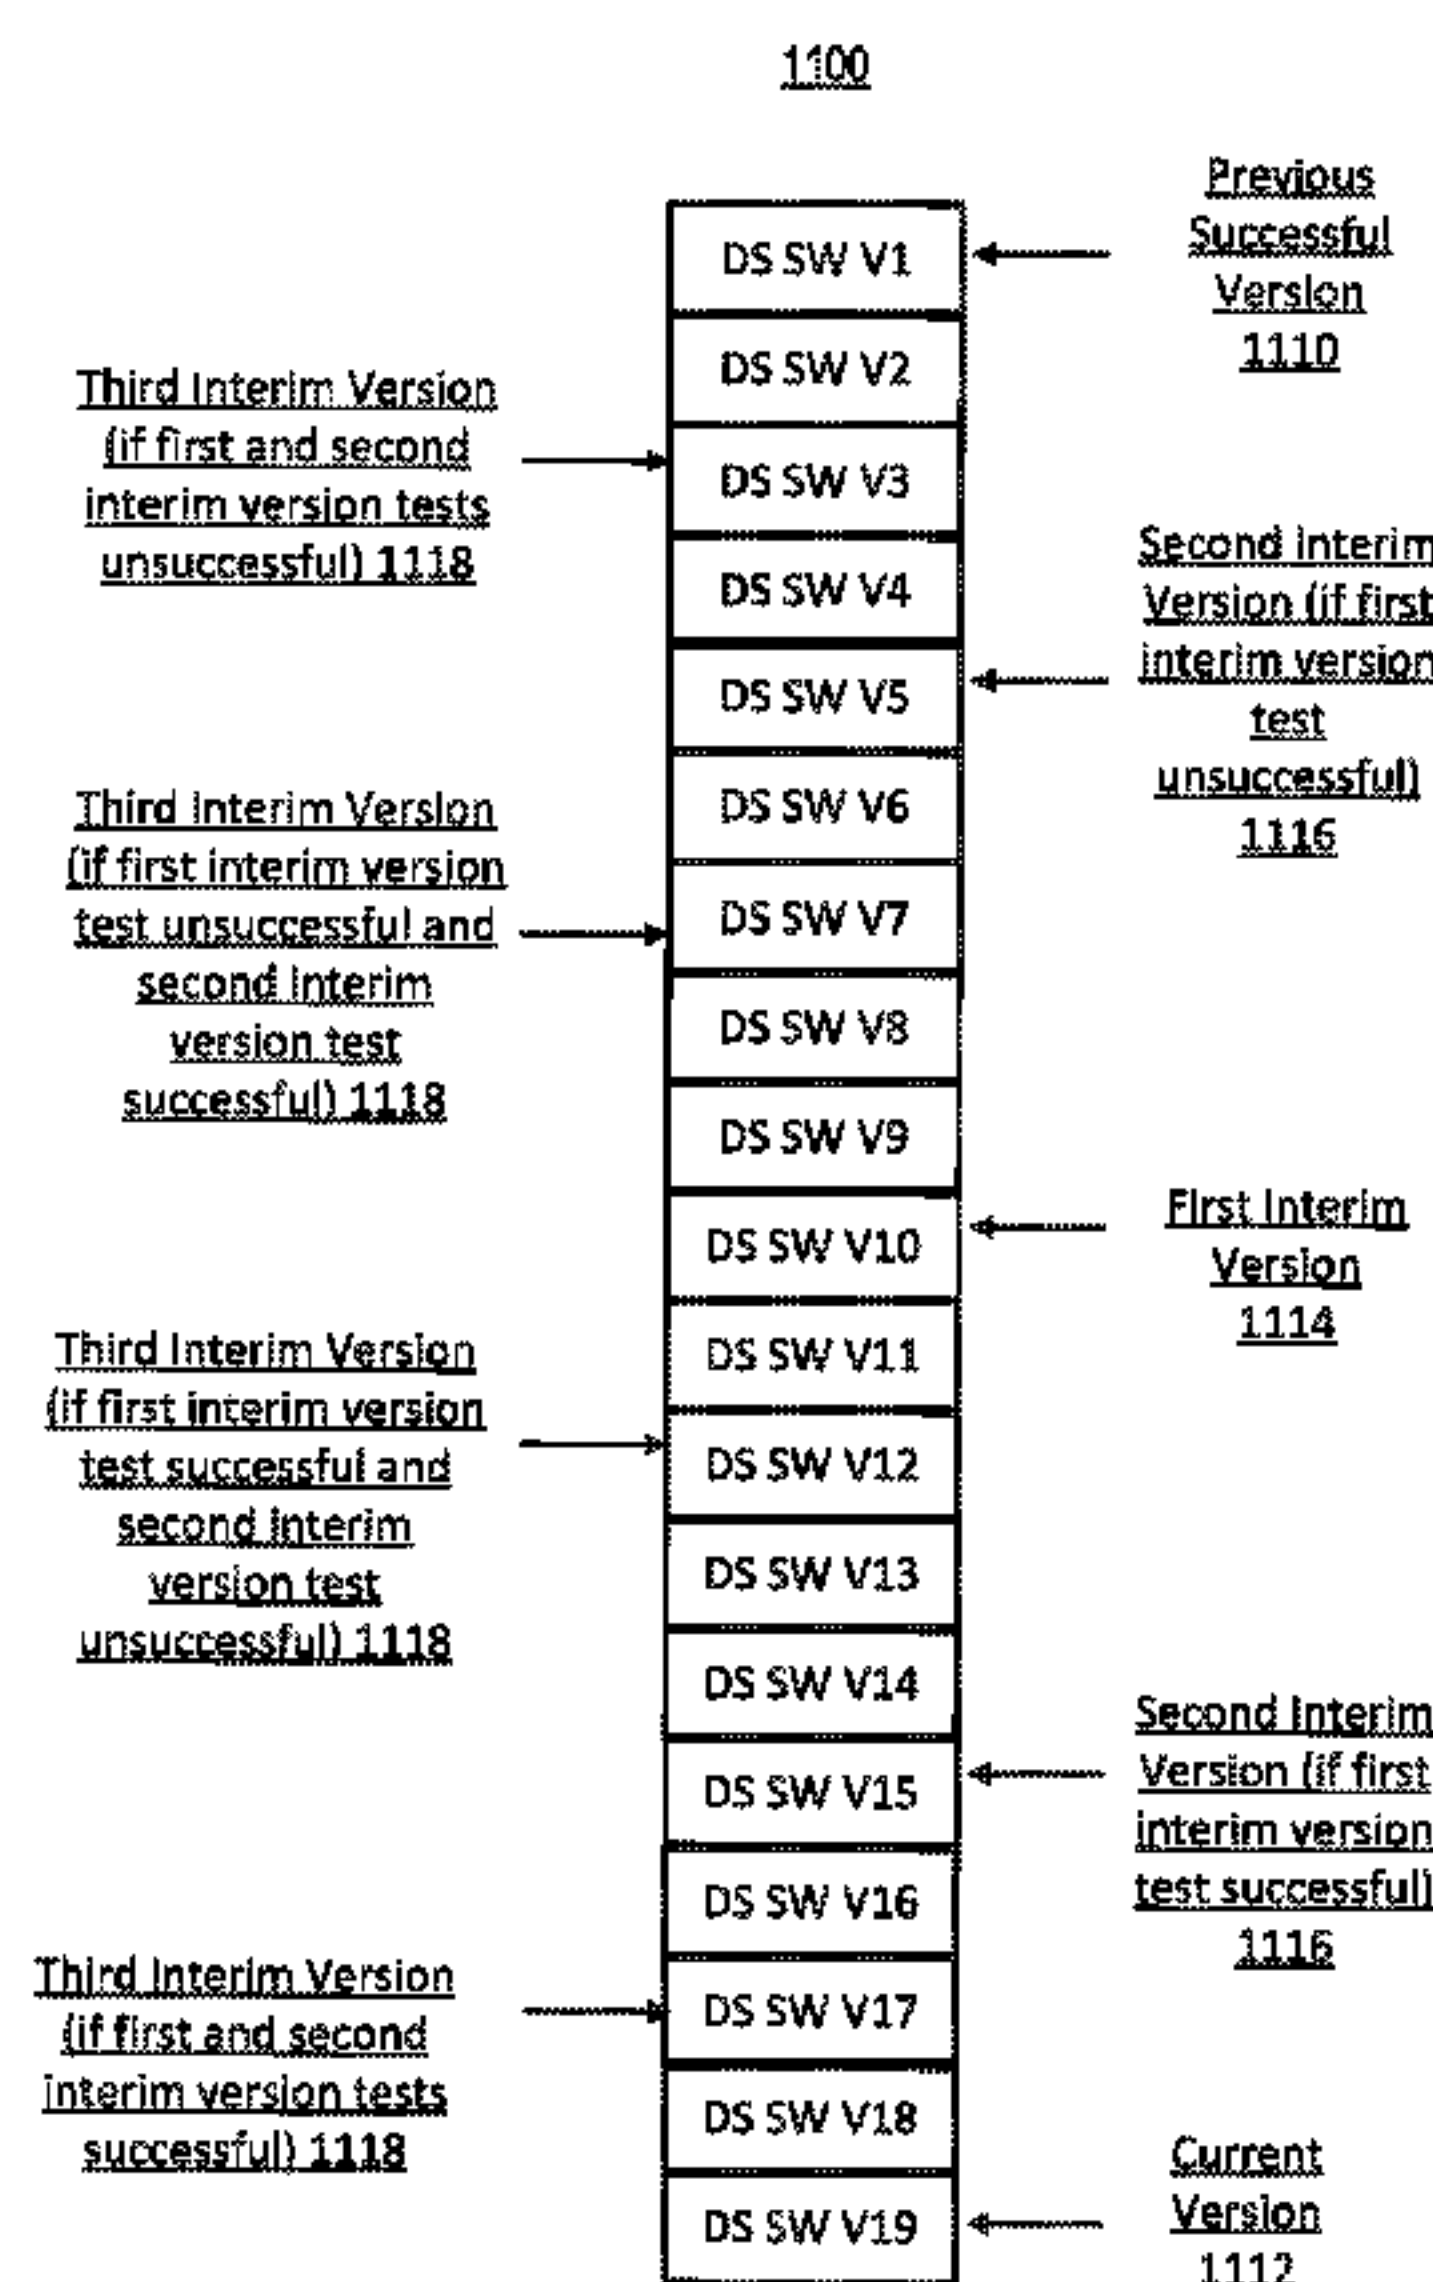 1100
Previous
Successful
Version
1110
DS SW V1
DS SW V2
Third Interim Version
(if first and second
interim version tests
unsuccessful) 1118
DS SW V3
DS SW V4
Second Interim
Version (if first
interim version
test
unsuccessful)
1116
DS SW V5
DS SW V6
Third Interim Version
(if first interim version
test unsuccessful and
second interim
version test
successful) 1118
DS SW V7
DS SW V8
DS SW V9
First Interim
Version
1114
DS SW V10
DS SW V11
Third Interim Version
(if first interim version
test successful and
second interim
version test
unsuccessful) 1118
DS SW V12
DS SW V13
DS SW V14
Second Interim
Version (if first
interim version
test successful)
1116
DS SW V15
DS SW V16
Third Interim Version
(if first and second
interim version tests
successful) 1118
DS SW V17
DS SW V18
Current
Version
1112
DS SW V19